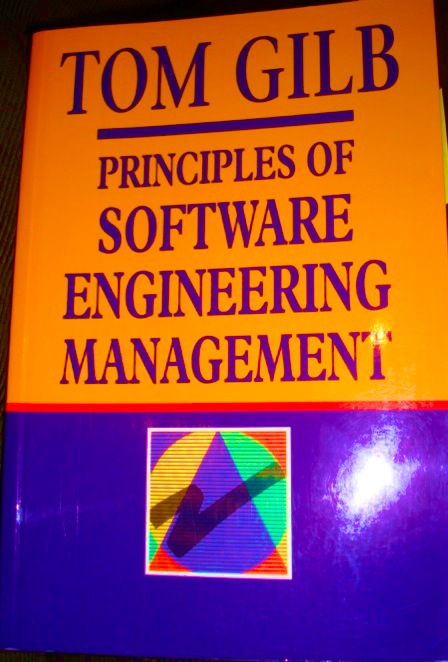 TOM GILB
PRINCIPLES OF
SOFTWARE
ENGINEERING
MANAGEMENT